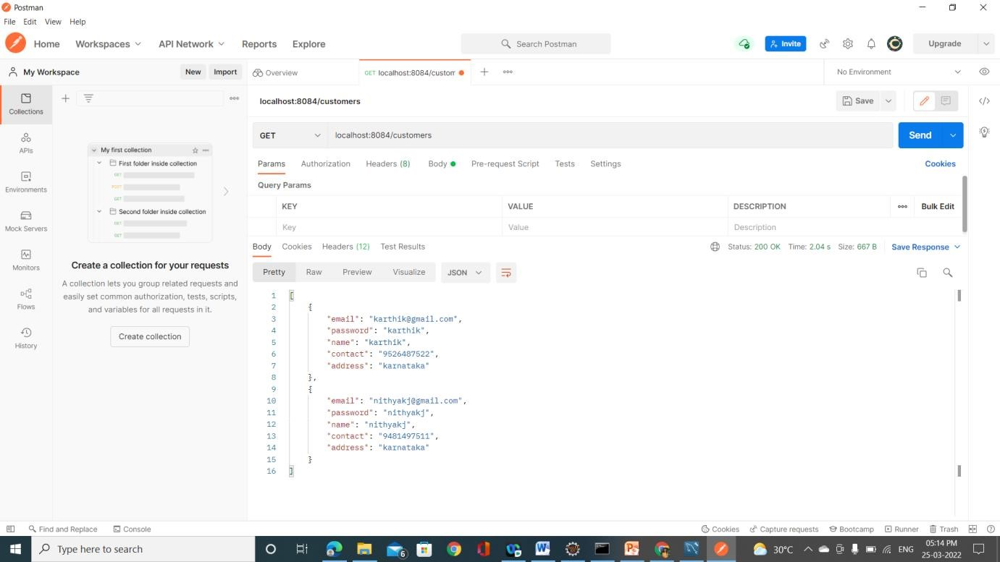 Postman
File Edit View Help
Home Workspaces API Network Reports Explore Search Postman Invite Upgrade
My Workspace New Import Overview GET localhost:8084/custom No Environment
localhost:8084/customers Save
Collections
GET localhost:8084/customers Send
APIs
My first collection
First folder inside collection
GET
POST
GET
Second folder inside collection
GET
GET
Params Authorization Headers (8) Body Pre-request Script Tests Settings Cookies
Query Params
Environments
KEY VALUE DESCRIPTION Bulk Edit
Key Value Description
Mock Servers
Body Cookies Headers (12) Test Results Status: 200 OK Time: 2.04 s Size: 667 B Save Response
Monitors
Create a collection for your requests
A collection lets you group related requests and
easily set common authorization, tests, scripts,
and variables for all requests in it.
Create collection
Flows
History
Pretty Raw Preview Visualize JSON
1 [
2 {
3 "email": "karthik@gmail.com",
4 "password": "karthik",
5 "name": "karthik",
6 "contact": "9526487522",
7 "address": "karnataka"
8 },
9 {
10 "email": "nithyakj@gmail.com",
11 "password": "nithyakj",
12 "name": "nithyakj",
13 "contact": "9481497511",
14 "address": "karnataka"
15 }
16 ]
Find and Replace Console Cookies Capture requests Bootcamp Runner Trash
Type here to search 6 30°C ENG 05:14 PM
25-03-2022